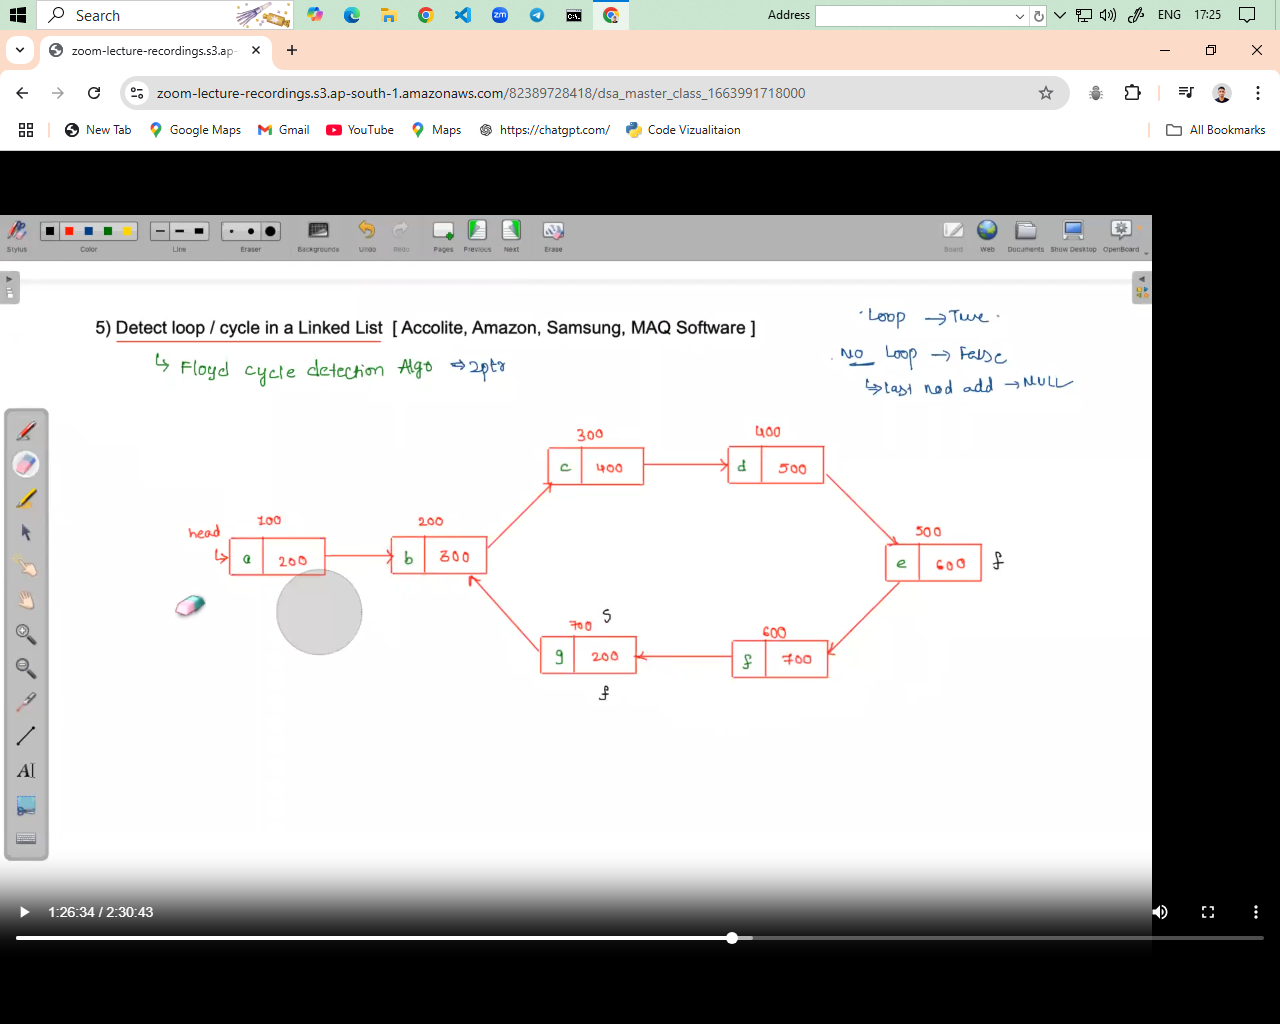 Search
Address
ENG
17:25
zoom-lecture-recordings.s3.ap-
zoom-lecture-recordings.s3.ap-south-1.amazonaws.com/82389728418/dsa_master_class_1663991718000
New Tab
Google Maps
Gmail
YouTube
Maps
https://chatgpt.com/
Code Vizualitaion
All Bookmarks
Stylus
Color
Line
Eraser
Backgrounds
Undo
Redo
Pages
Previous
Next
Erase
Board
Web
Documents
Show Desktop
OpenBoard
5) Detect loop / cycle in a Linked List [ Accolite, Amazon, Samsung, MAQ Software ]
Loop → True
↳ Floyd cycle detection Algo ⇒ 2ptr
NO Loop → False
↳ last nod add → NULL
300
c 400
400
d 500
head
100
a 200
200
b 300
500
e 600 f
700 S
g 200
f
600
f 700
1:26:34 / 2:30:43